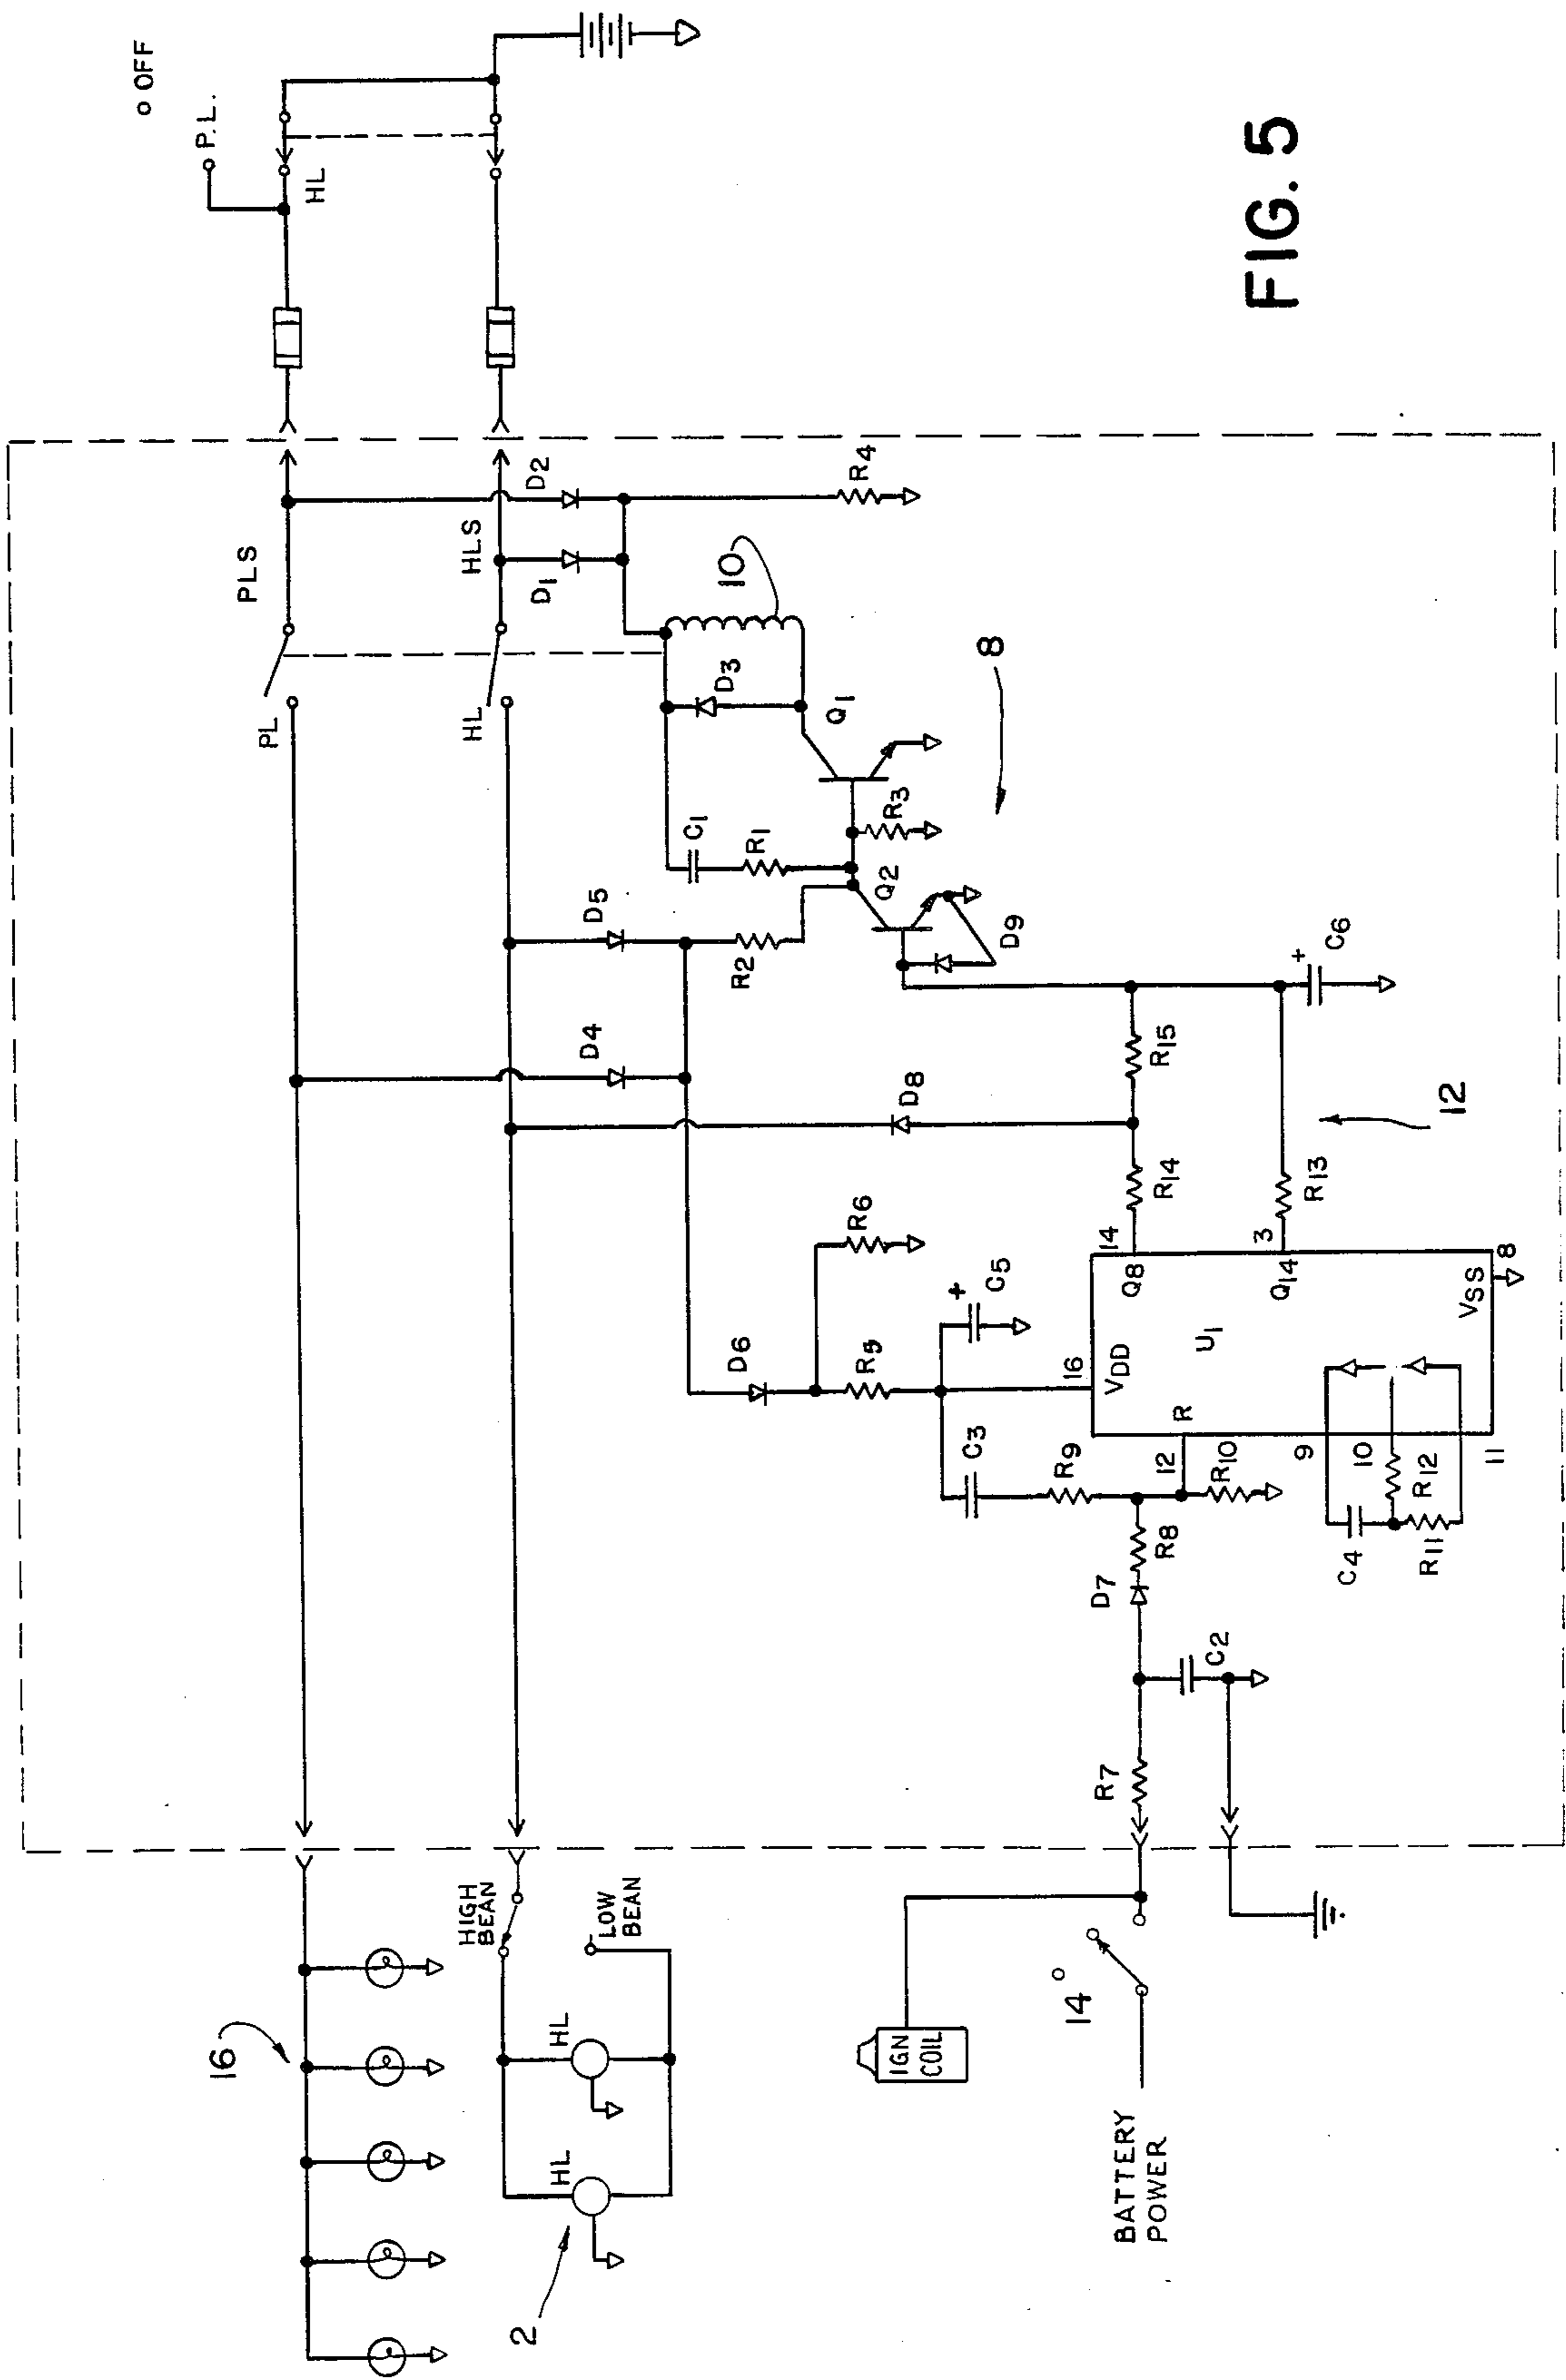 OFF
P.L.
HL
PLS
HLS
D2
D1
R4
10
PL
HL
D3
Q1
8
C1
R1
R3
D5
R2
Q2
D9
C6
D4
D8
R15
R14
R13
12
R6
D6
R5
C5
C3
R9
16
VDD
R
12
R10
U1
14
Q8
3
Q14
VSS
8
9
10
11
C4
R12
R11
D7
R8
C2
R7
16
HIGH
BEAN
LOW
BEAN
HL
HL
2
IGN
COIL
14
BATTERY
POWER
FIG. 5